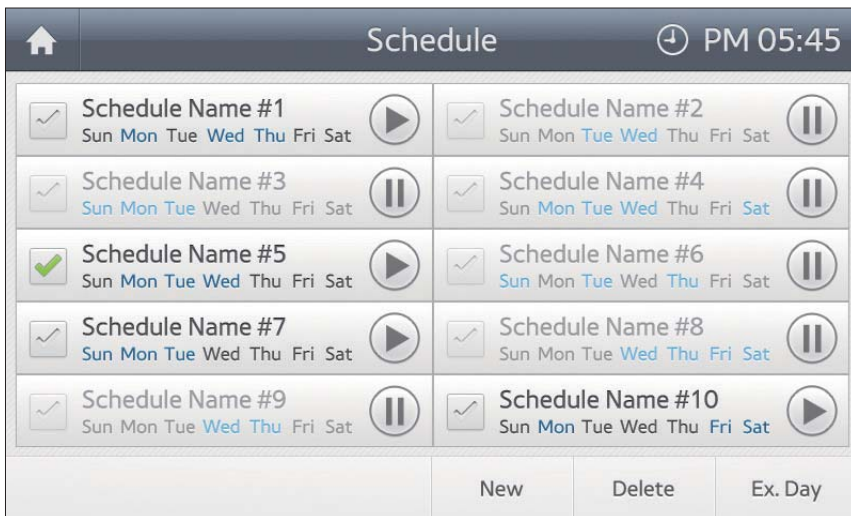 Schedule
PM 05:45
Schedule Name #1
Sun Mon Tue Wed Thu Fri Sat
Schedule Name #2
Sun Mon Tue Wed Thu Fri Sat
Schedule Name #3
Sun Mon Tue Wed Thu Fri Sat
Schedule Name #4
Sun Mon Tue Wed Thu Fri Sat
Schedule Name #5
Sun Mon Tue Wed Thu Fri Sat
Schedule Name #6
Sun Mon Tue Wed Thu Fri Sat
Schedule Name #7
Sun Mon Tue Wed Thu Fri Sat
Schedule Name #8
Sun Mon Tue Wed Thu Fri Sat
Schedule Name #9
Sun Mon Tue Wed Thu Fri Sat
Schedule Name #10
Sun Mon Tue Wed Thu Fri Sat
New
Delete
Ex. Day